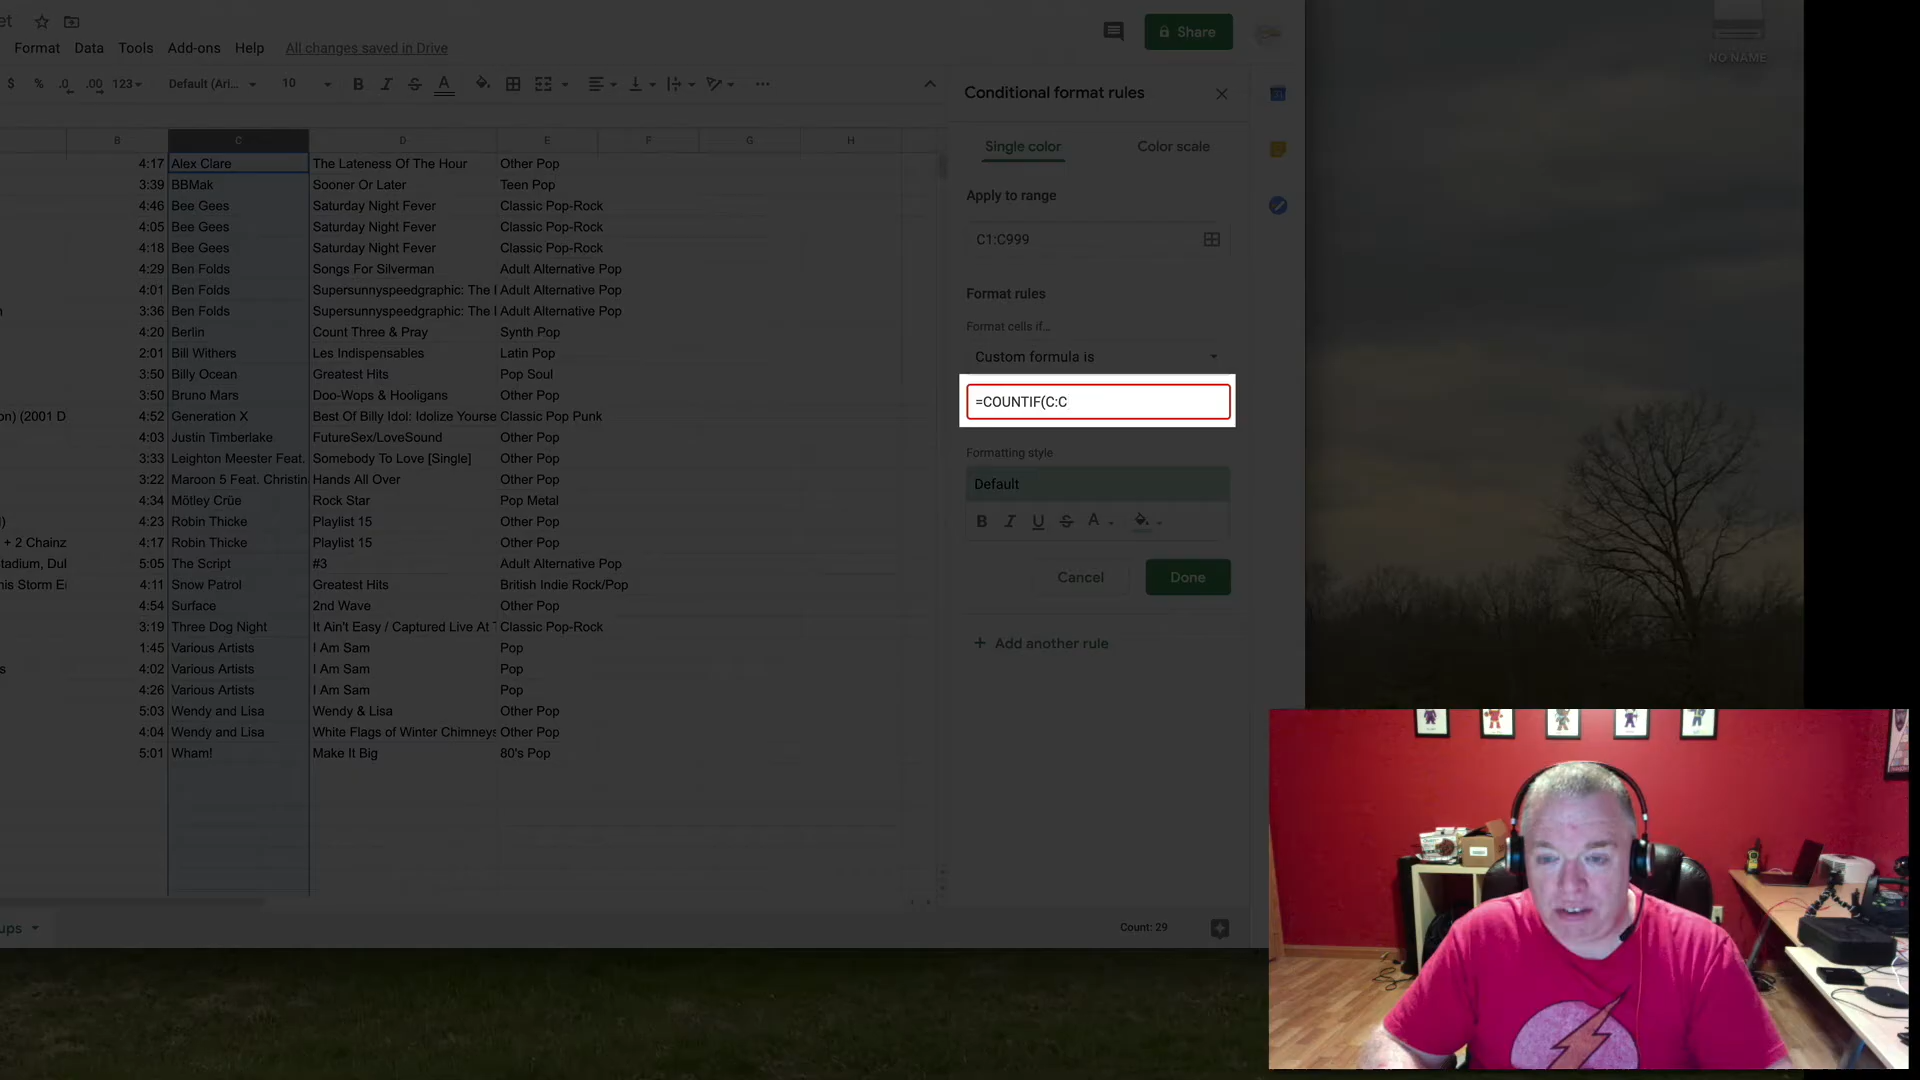 et
Share
NO NAME
Format Data Tools Add-ons Help All changes saved in Drive
$ % .0 .00 123 Default (Ari... 10 B I S A
Conditional format rules
B C D E F G H
Single color Color scale
4:17 Alex Clare The Lateness Of The Hour Other Pop
3:39 BBMak Sooner Or Later Teen Pop
4:46 Bee Gees Saturday Night Fever Classic Pop-Rock
4:05 Bee Gees Saturday Night Fever Classic Pop-Rock
4:18 Bee Gees Saturday Night Fever Classic Pop-Rock
4:29 Ben Folds Songs For Silverman Adult Alternative Pop
4:01 Ben Folds Supersunnyspeedgraphic: The Adult Alternative Pop
3:36 Ben Folds Supersunnyspeedgraphic: The Adult Alternative Pop
4:20 Berlin Count Three & Pray Synth Pop
2:01 Bill Withers Les Indispensables Latin Pop
3:50 Billy Ocean Greatest Hits Pop Soul
3:50 Bruno Mars Doo-Wops & Hooligans Other Pop
on) (2001 D 4:52 Generation X Best Of Billy Idol: Idolize Yourse Classic Pop Punk
4:03 Justin Timberlake FutureSex/LoveSound Other Pop
3:33 Leighton Meester Feat. Somebody To Love [Single] Other Pop
3:22 Maroon 5 Feat. Christin Hands All Over Other Pop
4:34 Mötley Crüe Rock Star Pop Metal
4:23 Robin Thicke Playlist 15 Other Pop
+ 2 Chainz 4:17 Robin Thicke Playlist 15 Other Pop
tadium, Dul 5:05 The Script #3 Adult Alternative Pop
his Storm E 4:11 Snow Patrol Greatest Hits British Indie Rock/Pop
4:54 Surface 2nd Wave Other Pop
3:19 Three Dog Night It Ain't Easy / Captured Live At Classic Pop-Rock
1:45 Various Artists I Am Sam Pop
s 4:02 Various Artists I Am Sam Pop
4:26 Various Artists I Am Sam Pop
5:03 Wendy and Lisa Wendy & Lisa Other Pop
4:04 Wendy and Lisa White Flags of Winter Chimneys Other Pop
5:01 Wham! Make It Big 80's Pop
Apply to range
C1:C999
Format rules
Format cells if...
Custom formula is
=COUNTIF(C:C
Formatting style
Default
B I U S A
Cancel Done
+ Add another rule
ups
Count: 29